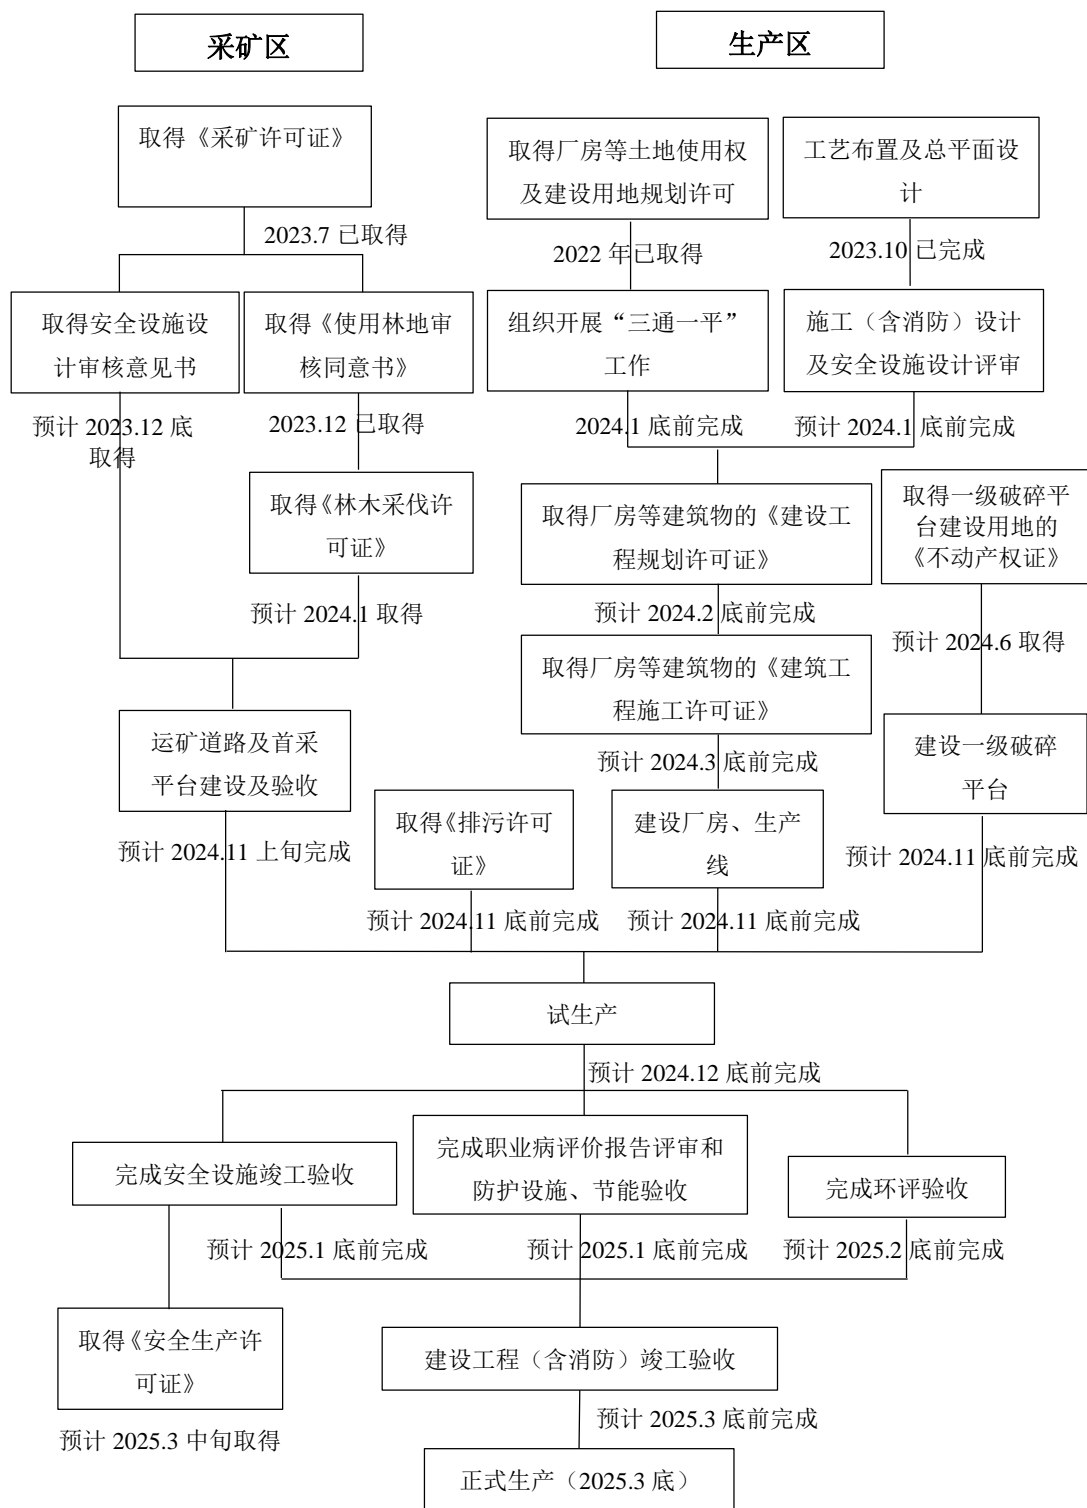 采矿区
生产区
取得《采矿许可证》
取得厂房等土地使用权
及建设用地规划许可
工艺布置及总平面设
计
2023.7 已取得
2022 年已取得
2023.10 已完成
取得安全设施设
计审核意见书
取得《使用林地审
核同意书》
组织开展“三通一平”
工作
施工（含消防）设计
及安全设施设计评审
预计 2023.12 底
取得
2023.12 已取得
2024.1 底前完成
预计 2024.1 底前完成
取得《林木采伐许
可证》
取得厂房等建筑物的《建设工
程规划许可证》
取得一级破碎平
台建设用地的
《不动产权证》
预计 2024.1 取得
预计 2024.2 底前完成
预计 2024.6 取得
取得厂房等建筑物的《建筑工
程施工许可证》
运矿道路及首采
平台建设及验收
建设一级破碎
平台
预计 2024.3 底前完成
取得《排污许可
证》
建设厂房、生产
线
预计 2024.11 上旬完成
预计 2024.11 底前完成
预计 2024.11 底前完成
预计 2024.11 底前完成
试生产
预计 2024.12 底前完成
完成安全设施竣工验收
完成职业病评价报告评审和
防护设施、节能验收
完成环评验收
预计 2025.1 底前完成
预计 2025.1 底前完成
预计 2025.2 底前完成
取得《安全生产许
可证》
建设工程（含消防）竣工验收
预计 2025.3 中旬取得
预计 2025.3 底前完成
正式生产（2025.3 底）